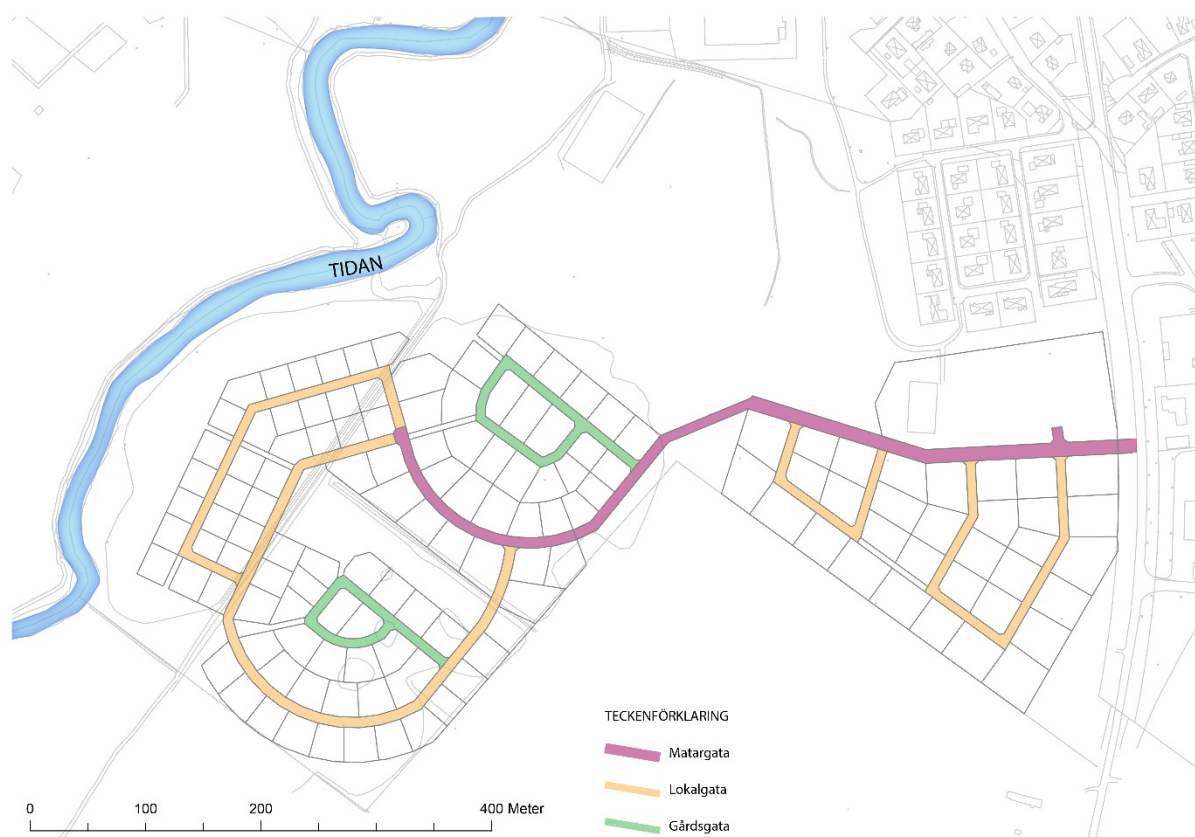 TIDAN
TECKENFÖRKLARING
Matargata
Lokalgata
Gårdsgata
0 100 200 400 Meter